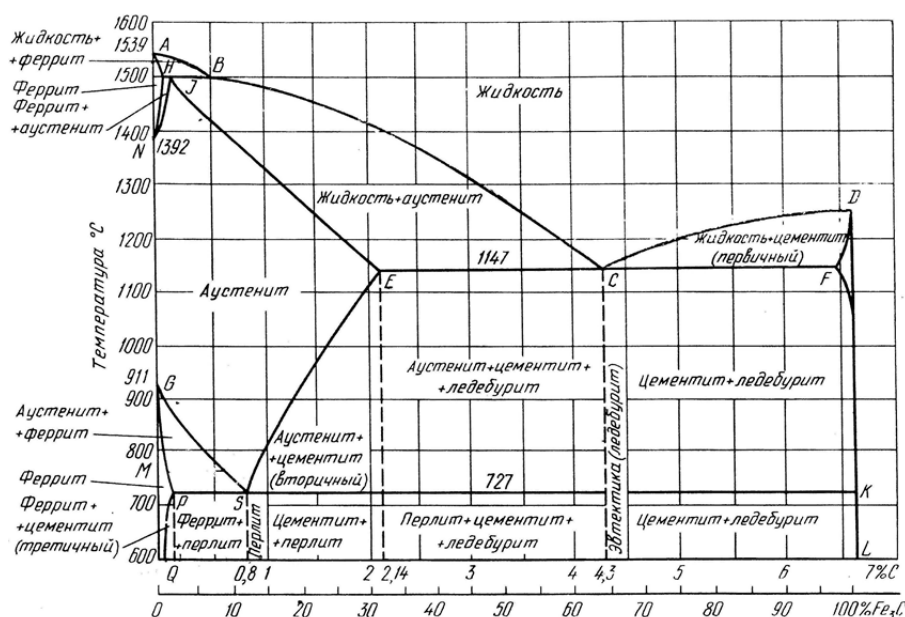 Температура °C
1600
1539
1500
1400
1392
1300
1200
1100
1000
911
900
800
700
600
A
H
J
B
N
D
E
C
F
G
M
P
S
K
L
Q
Жидкость+
+феррит
Феррит
Феррит+
+аустенит
Жидкость
Жидкость+аустенит
Жидкость+цементит
(первичный)
1147
Аустенит
Аустенит+цементит+
+ледебурит
Эвтектика (ледебурит)
Цементит+ледебурит
Аустенит+
+феррит
Аустенит+
+цементит
(вторичный)
727
Феррит
Феррит+
+цементит
(третичный)
Феррит+
+перлит
Перлит
Цементит+
+перлит
Перлит+цементит+
+ледебурит
Цементит+ледебурит
0,8 1 2 2,14 3 4 4,3 5 6 7%C
0 10 20 30 40 50 60 70 80 90 100%Fe₃C